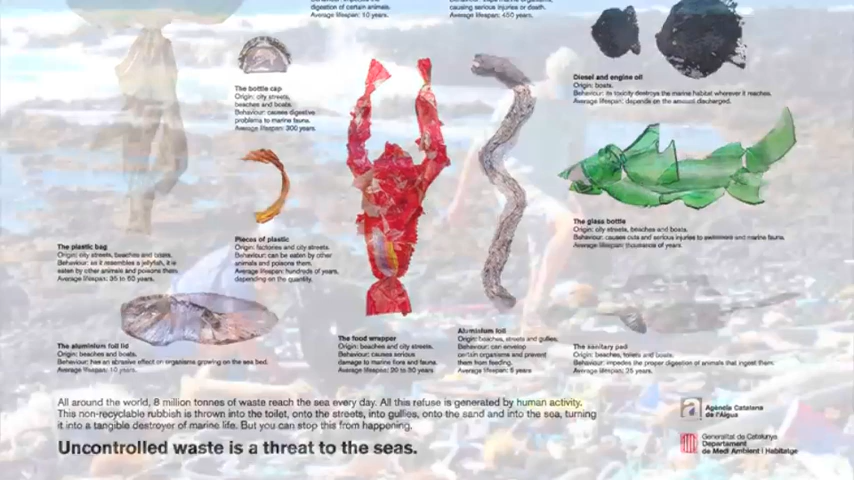 digestion of certain animals.
Average lifespan: 10 years.
causing serious injuries or death.
Average lifespan: 450 years.
The bottle cap
Origin: city streets,
beaches and boats.
Behaviour: causes digestive
problems to marine fauna.
Average lifespan: 300 years.
Diesel and engine oil
Origin: boats.
Behaviour: its toxicity destroys the marine habitat wherever it reaches.
Average lifespan: depends on the amount discharged.
The glass bottle
Origin: city streets, beaches and boats.
Behaviour: causes cuts and serious injuries to swimmers and marine fauna.
Average lifespan: thousands of years.
The plastic bag
Origin: city streets, beaches and boats.
Behaviour: as it resembles a jellyfish, it is
eaten by other animals and poisons them.
Average lifespan: 35 to 60 years.
Pieces of plastic
Origin: factories and city streets.
Behaviour: can be eaten by other
animals and poisons them.
Average lifespan: hundreds of years,
depending on the quantity.
The aluminium foil lid
Origin: beaches and boats.
Behaviour: has an abrasive effect on organisms growing on the sea bed.
Average lifespan: 10 years.
The food wrapper
Origin: beaches and city streets.
Behaviour: causes serious
damage to marine flora and fauna.
Average lifespan: 20 to 30 years
Aluminium foil
Origin: beaches, streets and gullies.
Behaviour: can envelop
certain organisms and prevent
them from feeding.
Average lifespan: 5 years
The sanitary pad
Origin: beaches, toilets and boats.
Behaviour: impedes the proper digestion of animals that ingest them.
Average lifespan: 25 years.
All around the world, 8 million tonnes of waste reach the sea every day. All this refuse is generated by human activity.
This non-recyclable rubbish is thrown into the toilet, onto the streets, into gullies, onto the sand and into the sea, turning
it into a tangible destroyer of marine life. But you can stop this from happening.
Uncontrolled waste is a threat to the seas.
Agència Catalana
de l'Aigua
Generalitat de Catalunya
Departament
de Medi Ambient i Habitatge